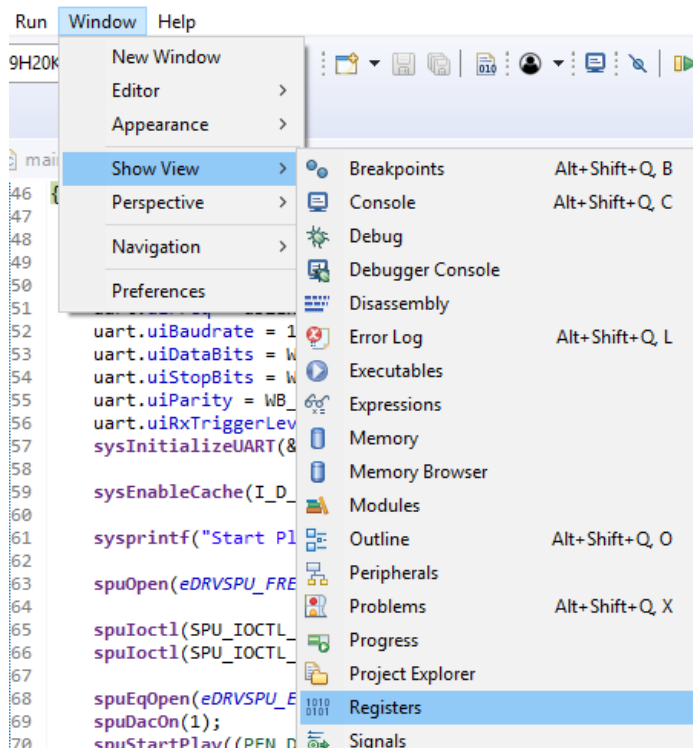 Run Window Help
9H20K
New Window
Editor
Appearance
Show View
Perspective
Navigation
Preferences
Breakpoints Alt+Shift+Q, B
Console Alt+Shift+Q, C
Debug
Debugger Console
Disassembly
Error Log Alt+Shift+Q, L
Executables
Expressions
Memory
Memory Browser
Modules
Outline Alt+Shift+Q, O
Peripherals
Problems Alt+Shift+Q, X
Progress
Project Explorer
Registers
Signals
mai
46 {
47
48
49
50
51
52 uart.uiBaudrate = 1
53 uart.uiDataBits = W
54 uart.uiStopBits = W
55 uart.uiParity = WB_
56 uart.uiRxTriggerLev
57 sysInitializeUART(&
58
59 sysEnableCache(I_D_
60
61 sysprintf("Start Pl
62
63 spuOpen(eDRVSPU_FRE
64
65 spuIoctl(SPU_IOCTL_
66 spuIoctl(SPU_IOCTL_
67
68 spuEqOpen(eDRVSPU_E
69 spuDacOn(1);
70 spuStartPlay((PFN_D